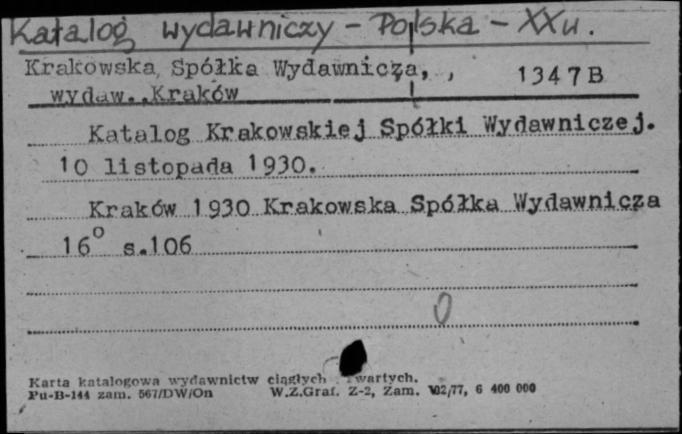 Katalog wydawniczy - Polska - XXw.
Krakowska Spółka Wydawnicza, , 1347B
wydaw., Kraków
Katalog Krakowskiej Spółki Wydawniczej.
10 listopada 1930.
Kraków 1930 Krakowska Spółka Wydawnicza
16° s.106
0
Karta katalogowa wydawnictw ciągłych wartych.
Pu-B-144 zam. 567/DW/On W.Z.Graf. Z-2, Zam. 102/77, 6 400 000